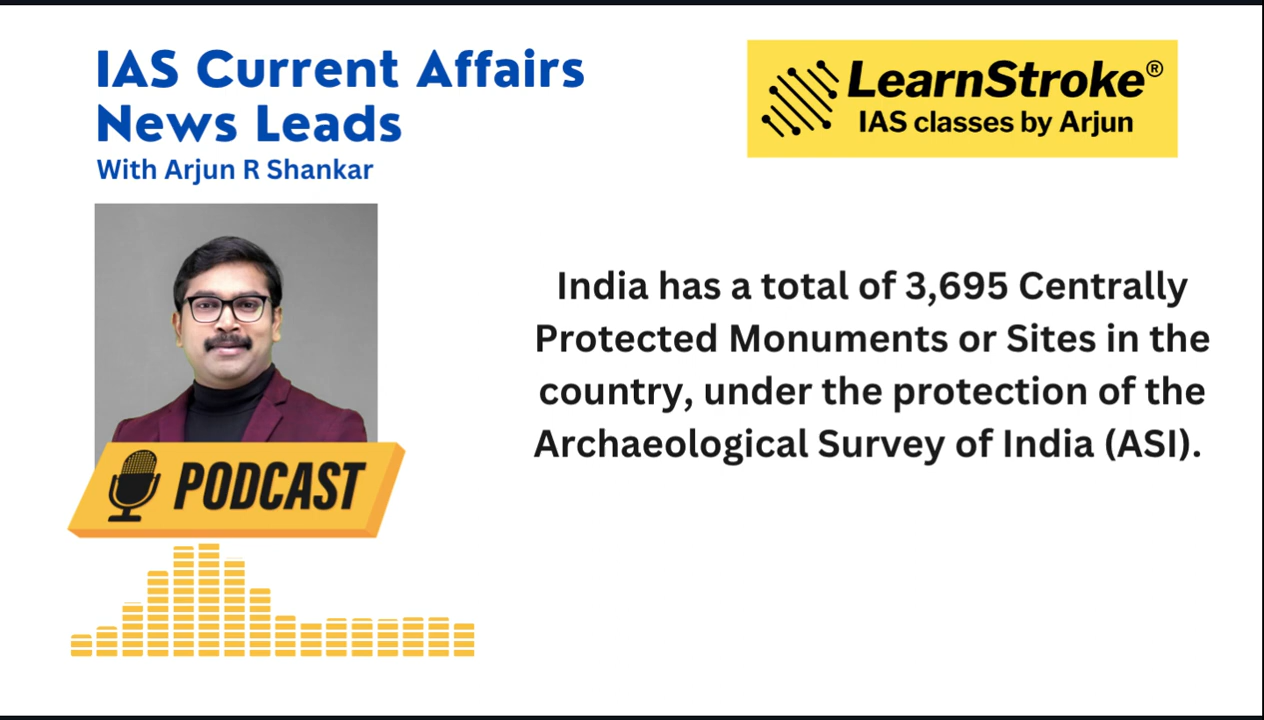 IAS Current Affairs
News Leads
With Arjun R Shankar
LearnStroke®
IAS classes by Arjun
India has a total of 3,695 Centrally
Protected Monuments or Sites in the
country, under the protection of the
Archaeological Survey of India (ASI).
PODCAST